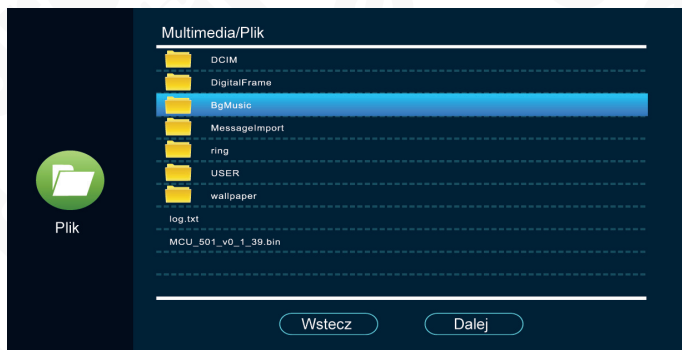 Multimedia/Plik
DCIM
DigitalFrame
BgMusic
MessageImport
ring
USER
wallpaper
log.txt
MCU_501_v0_1_39.bin
Plik
Wstecz
Dalej